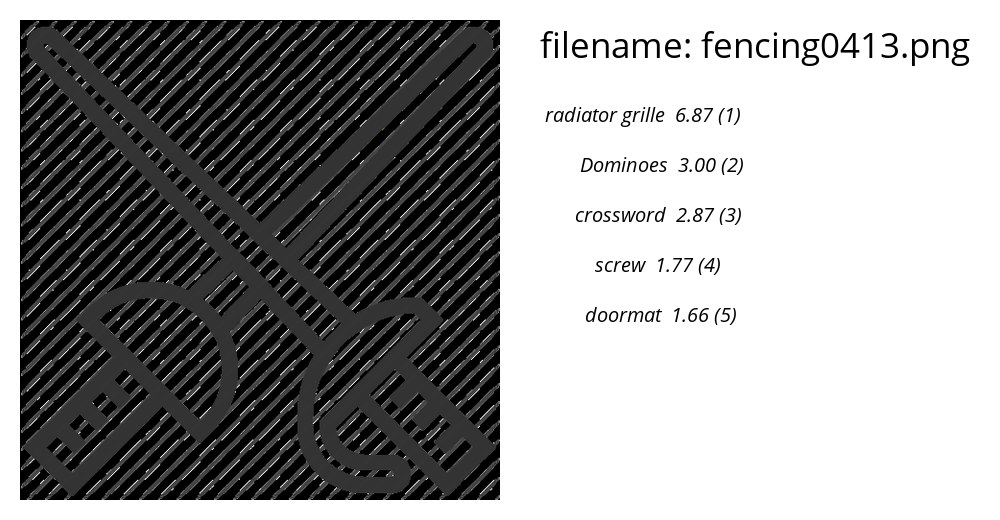 filename: fencing0413.png
radiator grille 6.87 (1)
Dominoes 3.00 (2)
crossword 2.87 (3)
screw 1.77 (4)
doormat 1.66 (5)